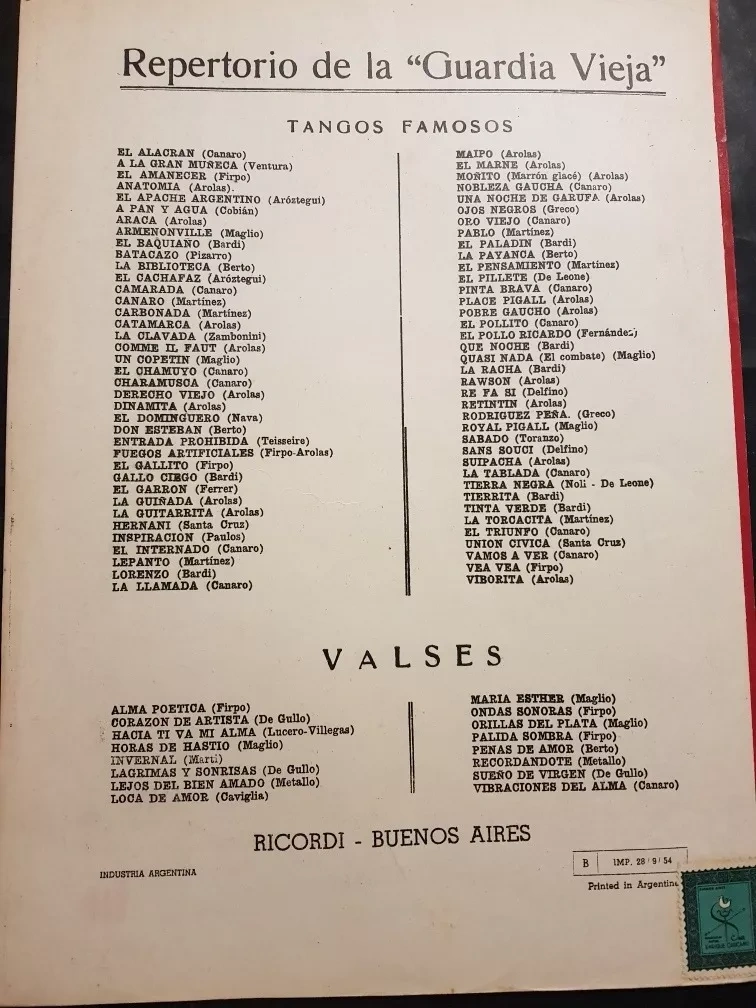 Repertorio de la “Guardia Vieja”
TANGOS FAMOSOS
EL ALACRAN (Canaro)
A LA GRAN MUÑECA (Ventura)
EL AMANECER (Firpo)
ANATOMIA (Arolas).
EL APACHE ARGENTINO (Aróztegui)
A PAN Y AGUA (Cobián)
ARACA (Arolas)
ARMENONVILLE (Maglio)
EL BAQUIANO (Bardi)
BATACAZO (Pizarro)
LA BIBLIOTECA (Berto)
EL CACHAFAZ (Aróztegui)
CAMARADA (Canaro)
CANARO (Martínez)
CARBONADA (Martínez)
CATAMARCA (Arolas)
LA CLAVADA (Zambonini)
COMME IL FAUT (Arolas)
UN COPETIN (Maglio)
EL CHAMUYO (Canaro)
CHARAMUSCA (Canaro)
DERECHO VIEJO (Arolas)
DINAMITA (Arolas)
EL DOMINGUERO (Nava)
DON ESTEBAN (Berto)
ENTRADA PROHIBIDA (Teisseire)
FUEGOS ARTIFICIALES (Firpo-Arolas)
EL GALLITO (Firpo)
GALLO CIEGO (Bardi)
EL GARRON (Ferrer)
LA GUIÑADA (Arolas)
LA GUITARRITA (Arolas)
HERNANI (Santa Cruz)
INSPIRACION (Paulos)
EL INTERNADO (Canaro)
LEPANTO (Martínez)
LORENZO (Bardi)
LA LLAMADA (Canaro)
MAIPO (Arolas)
EL MARNE (Arolas)
MOÑITO (Marrón glacé) (Arolas)
NOBLEZA GAUCHA (Canaro)
UNA NOCHE DE GARUFA (Arolas)
OJOS NEGROS (Greco)
ORO VIEJO (Canaro)
PABLO (Martínez)
EL PALADIN (Bardi)
LA PAYANCA (Berto)
EL PENSAMIENTO (Martínez)
EL PILLETE (De Leone)
PINTA BRAVA (Canaro)
PLACE PIGALL (Arolas)
POBRE GAUCHO (Arolas)
EL POLLITO (Canaro)
EL POLLO RICARDO (Fernández)
QUE NOCHE (Bardi)
QUASI NADA (El combate) (Maglio)
LA RACHA (Bardi)
RAWSON (Arolas)
RE FA SI (Delfino)
RETINTIN (Arolas)
RODRIGUEZ PEÑA. (Greco)
ROYAL PIGALL (Maglio)
SABADO (Toranzo)
SANS SOUCI (Delfino)
SUIPACHA (Arolas)
LA TABLADA (Canaro)
TIERRA NEGRA (Noli - De Leone)
TIERRITA (Bardi)
TINTA VERDE (Bardi)
LA TORCACITA (Martínez)
EL TRIUNFO (Canaro)
UNION CIVICA (Santa Cruz)
VAMOS A VER (Canaro)
VEA VEA (Firpo)
VIBORITA (Arolas)
VALSES
ALMA POETICA (Firpo)
CORAZON DE ARTISTA (De Gullo)
HACIA TI VA MI ALMA (Lucero-Villegas)
HORAS DE HASTIO (Maglio)
INVERNAL (Marti)
LAGRIMAS Y SONRISAS (De Gullo)
LEJOS DEL BIEN AMADO (Metallo)
LOCA DE AMOR (Caviglia)
MARIA ESTHER (Maglio)
ONDAS SONORAS (Firpo)
ORILLAS DEL PLATA (Maglio)
PALIDA SOMBRA (Firpo)
PENAS DE AMOR (Berto)
RECORDANDOTE (Metallo)
SUEÑO DE VIRGEN (De Gullo)
VIBRACIONES DEL ALMA (Canaro)
RICORDI - BUENOS AIRES
INDUSTRIA ARGENTINA
B IMP. 28/9/54
Printed in Argentine